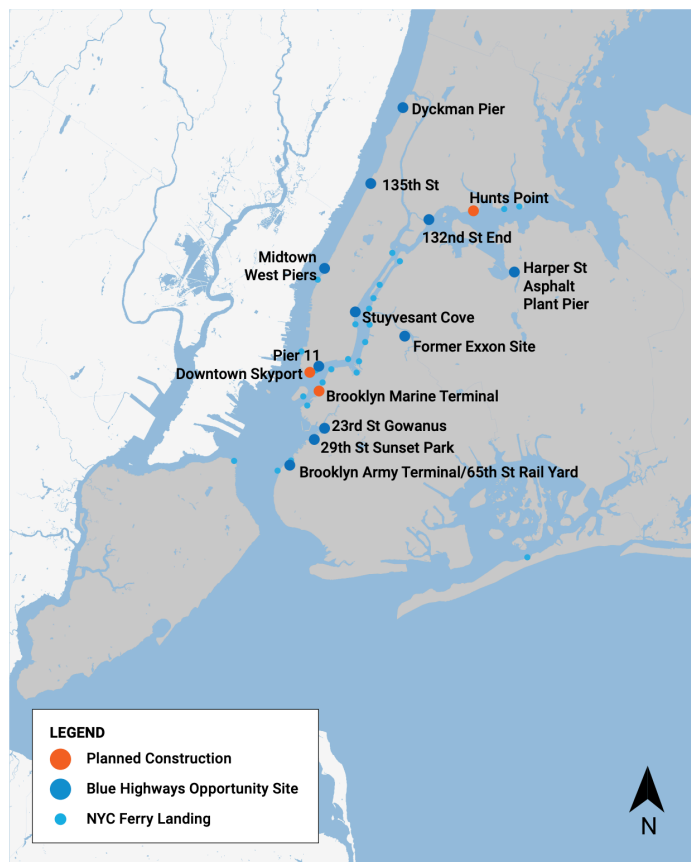 Dyckman Pier
135th St
Hunts Point
132nd St End
Midtown
West Piers
Harper St
Asphalt
Plant Pier
Stuyvesant Cove
Former Exxon Site
Pier 11
Downtown Skyport
Brooklyn Marine Terminal
23rd St Gowanus
29th St Sunset Park
Brooklyn Army Terminal/65th St Rail Yard
LEGEND
Planned Construction
Blue Highways Opportunity Site
NYC Ferry Landing
N